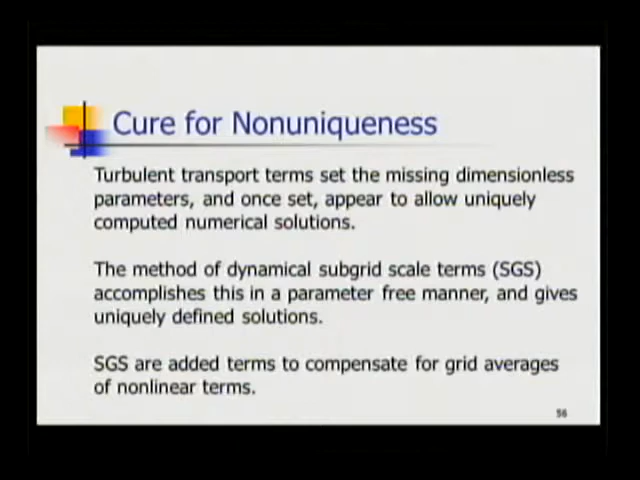 Cure for Nonuniqueness
Turbulent transport terms set the missing dimensionless
parameters, and once set, appear to allow uniquely
computed numerical solutions.
The method of dynamical subgrid scale terms (SGS)
accomplishes this in a parameter free manner, and gives
uniquely defined solutions.
SGS are added terms to compensate for grid averages
of nonlinear terms.
56